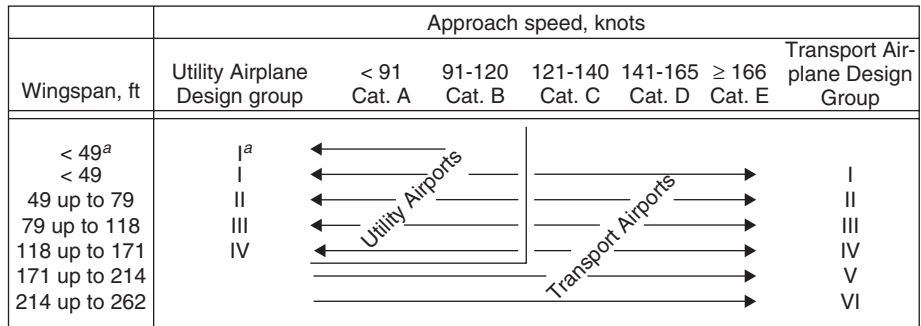 Approach speed, knots
Wingspan, ft
Utility Airplane
Design group
< 91
Cat. A
91-120
Cat. B
121-140
Cat. C
141-165
Cat. D
≥ 166
Cat. E
Transport Air-
plane Design
Group
< 49a Ia
< 49 I I
49 up to 79 II II
79 up to 118 III III
118 up to 171 IV IV
171 up to 214 V
214 up to 262 VI
Utility Airports
Transport Airports